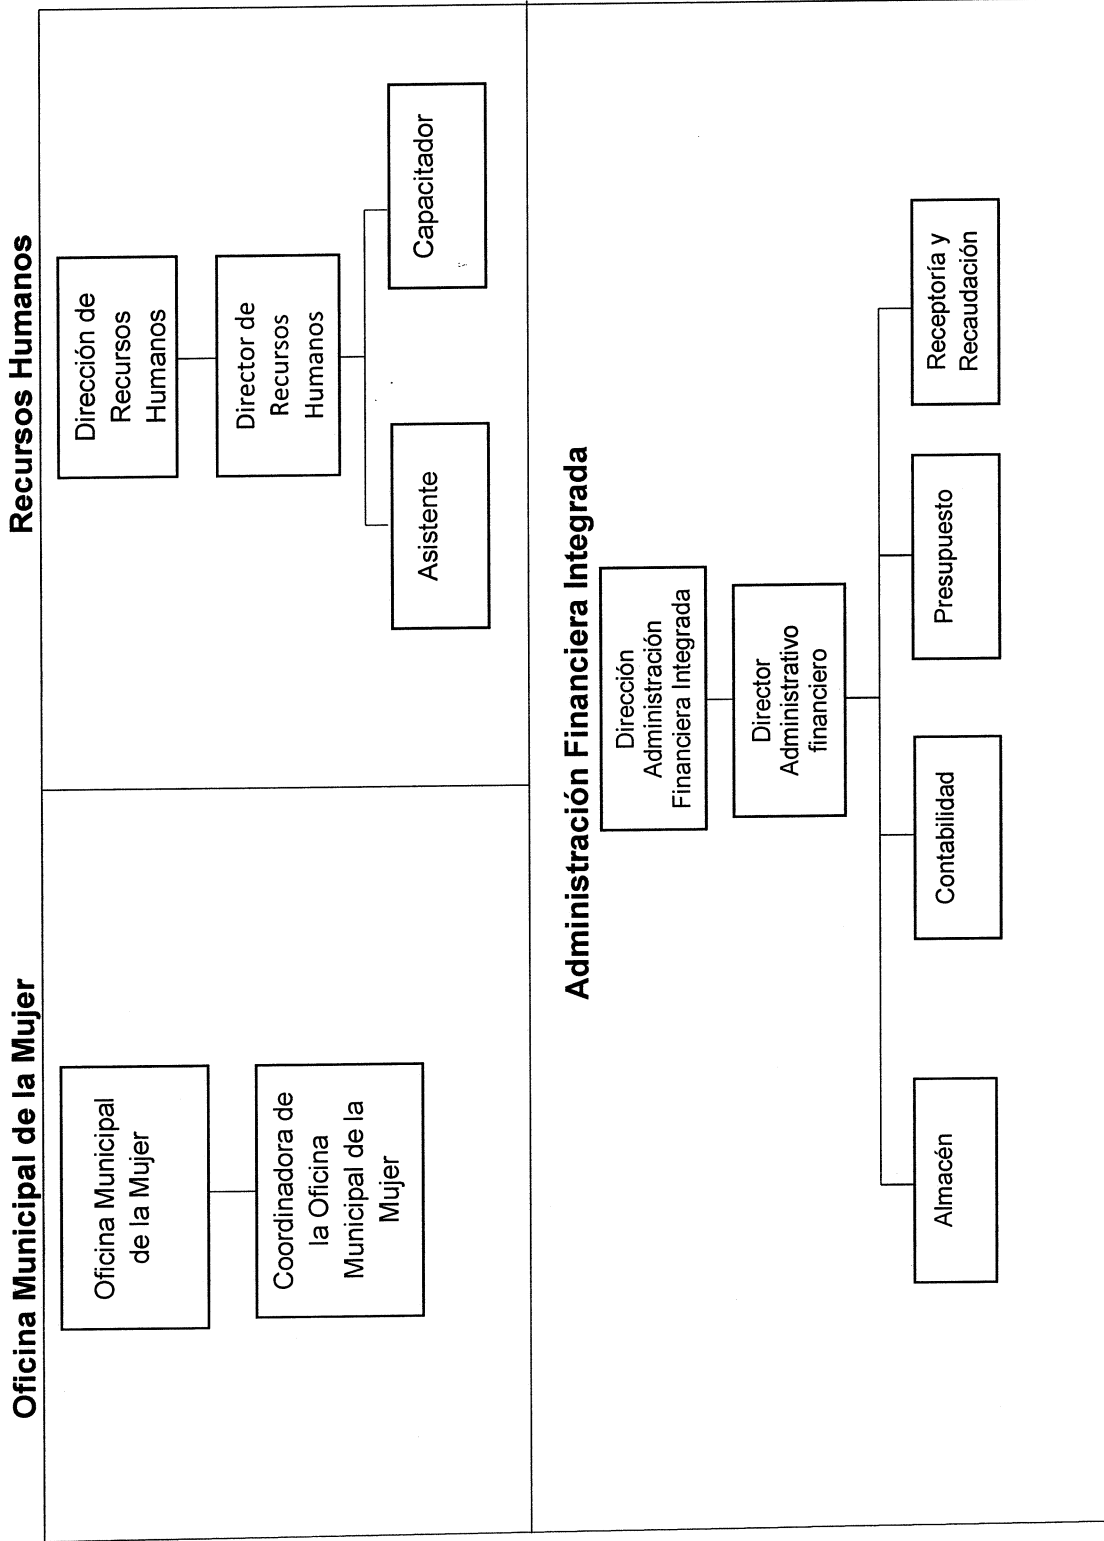 Oficina Municipal de la Mujer
Oficina Municipal
de la Mujer
Coordinadora de
la Oficina
Municipal de la
Mujer
Recursos Humanos
Dirección de
Recursos
Humanos
Director de
Recursos
Humanos
Asistente
Capacitador
Administración Financiera Integrada
Dirección
Administración
Financiera Integrada
Director
Administrativo
financiero
Almacén
Contabilidad
Presupuesto
Receptoría y
Recaudación